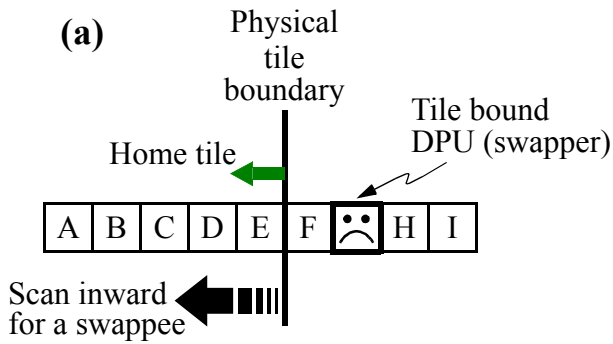 (a)
Physical
tile
boundary
Tile bound
DPU (swapper)
Home tile
A B C D E F H I
Scan inward
for a swappee